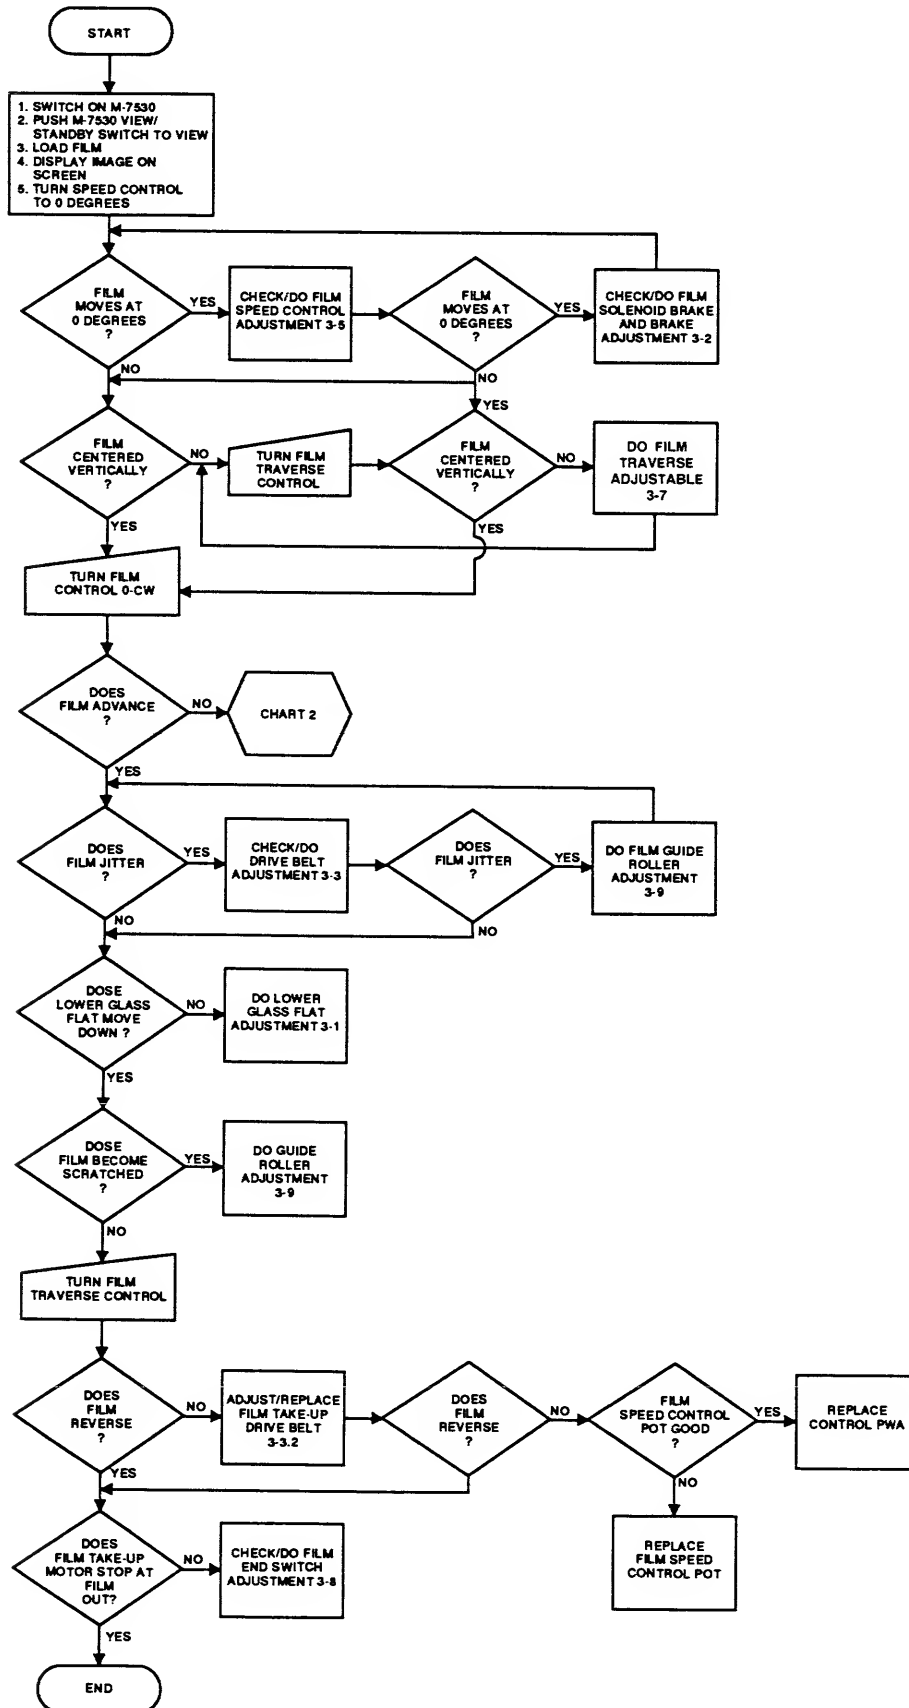 START
1. SWITCH ON M-7530
2. PUSH M-7530 VIEW/
STANDBY SWITCH TO VIEW
3. LOAD FILM
4. DISPLAY IMAGE ON
SCREEN
5. TURN SPEED CONTROL
TO 0 DEGREES
FILM
MOVES AT
0 DEGREES
?
YES
CHECK/DO FILM
SPEED CONTROL
ADJUSTMENT 3-5
FILM
MOVES AT
0 DEGREES
?
YES
CHECK/DO FILM
SOLENOID BRAKE
AND BRAKE
ADJUSTMENT 3-2
NO
NO
YES
FILM
CENTERED
VERTICALLY
?
NO
TURN FILM
TRAVERSE
CONTROL
FILM
CENTERED
VERTICALLY
?
NO
DO FILM
TRAVERSE
ADJUSTABLE
3-7
YES
YES
TURN FILM
CONTROL 0-CW
DOES
FILM ADVANCE
?
NO
CHART 2
YES
DOES
FILM JITTER
?
YES
CHECK/DO
DRIVE BELT
ADJUSTMENT 3-3
DOES
FILM JITTER
?
YES
DO FILM GUIDE
ROLLER
ADJUSTMENT
3-9
NO
NO
DOSE
LOWER GLASS
FLAT MOVE
DOWN ?
NO
DO LOWER
GLASS FLAT
ADJUSTMENT 3-1
YES
DOSE
FILM BECOME
SCRATCHED
?
YES
DO GUIDE
ROLLER
ADJUSTMENT
3-9
NO
TURN FILM
TRAVERSE CONTROL
DOES
FILM
REVERSE
?
NO
ADJUST/REPLACE
FILM TAKE-UP
DRIVE BELT
3-3.2
DOES
FILM
REVERSE
?
NO
FILM
SPEED CONTROL
POT GOOD
?
YES
REPLACE
CONTROL PWA
YES
NO
DOES
FILM TAKE-UP
MOTOR STOP AT
FILM
OUT?
NO
CHECK/DO FILM
END SWITCH
ADJUSTMENT 3-8
REPLACE
FILM SPEED
CONTROL POT
YES
END